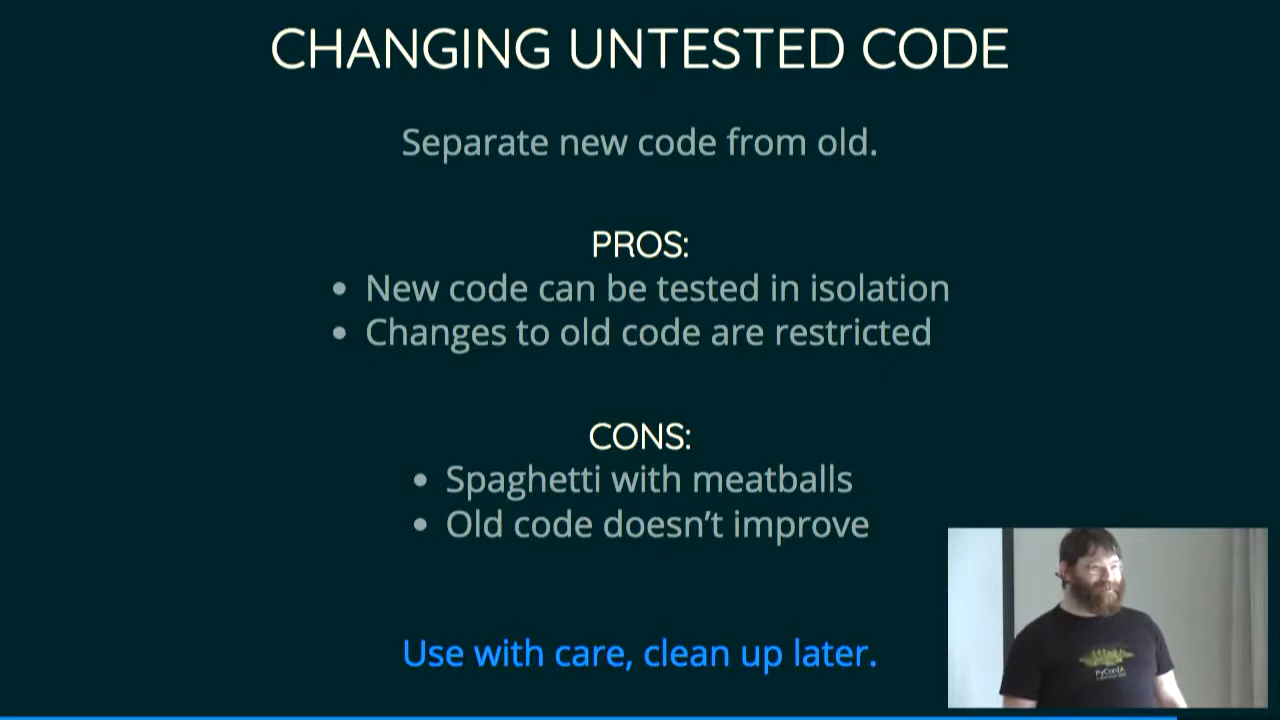 CHANGING UNTESTED CODE
Separate new code from old.
PROS:
• New code can be tested in isolation
• Changes to old code are restricted
CONS:
• Spaghetti with meatballs
• Old code doesn’t improve
Use with care, clean up later.
PyConZA